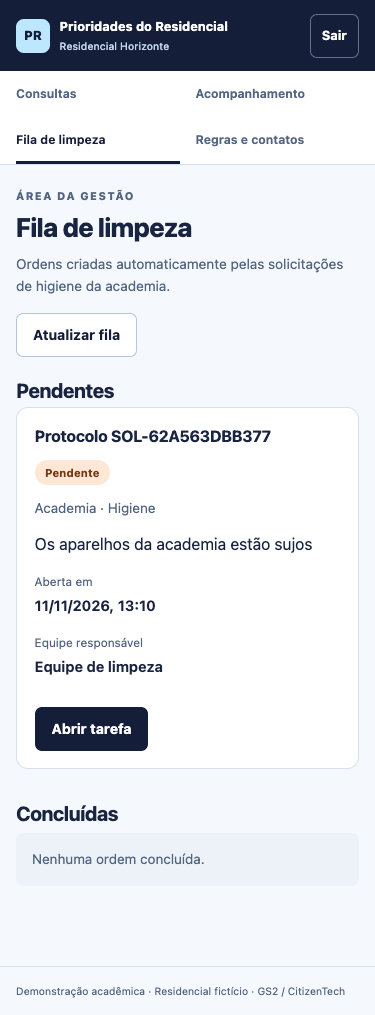 PR
Prioridades do Residencial
Residencial Horizonte
Sair
Consultas
Acompanhamento
Fila de limpeza
Regras e contatos
ÁREA DA GESTÃO
Fila de limpeza
Ordens criadas automaticamente pelas solicitações
de higiene da academia.
Atualizar fila
Pendentes
Protocolo SOL-62A563DBB377
Pendente
Academia · Higiene
Os aparelhos da academia estão sujos
Aberta em
11/11/2026, 13:10
Equipe responsável
Equipe de limpeza
Abrir tarefa
Concluídas
Nenhuma ordem concluída.
Demonstração acadêmica · Residencial fictício · GS2 / CitizenTech